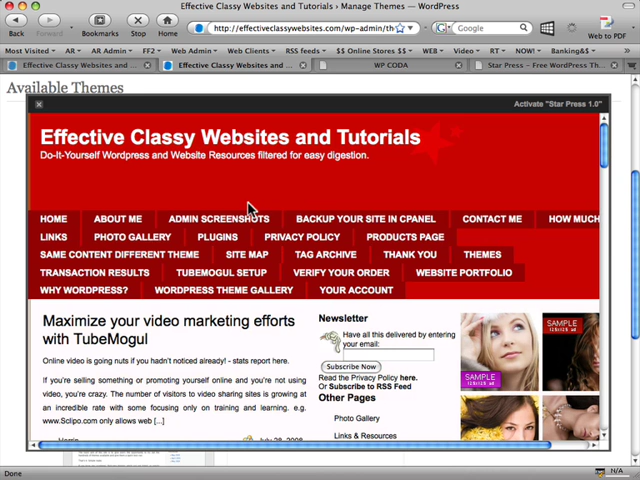 Effective Classy Websites and Tutorials › Manage Themes — WordPress
http://effectiveclassywebsites.com/wp-admin/th
Google
Back Forward Bookmarks Stop Home Web to PDF
Most Visited AR AR Admin FF2 Web Admin Web Clients RSS feeds $$ Online Stores $$ WEB Video RT NOW! Banking&$
Effective Classy Websites and ... Effective Classy Websites and ... WP CODA Star Press – Free WordPress Th...
Available Themes
Activate "Star Press 1.0"
Effective Classy Websites and Tutorials
Do-It-Yourself Wordpress and Website Resources filtered for easy digestion.
HOME ABOUT ME ADMIN SCREENSHOTS BACKUP YOUR SITE IN CPANEL CONTACT ME HOW MUCH
LINKS PHOTO GALLERY PLUGINS PRIVACY POLICY PRODUCTS PAGE
SAME CONTENT DIFFERENT THEME SITE MAP TAG ARCHIVE THANK YOU THEMES
TRANSACTION RESULTS TUBEMOGUL SETUP VERIFY YOUR ORDER WEBSITE PORTFOLIO
WHY WORDPRESS? WORDPRESS THEME GALLERY YOUR ACCOUNT
Maximize your video marketing efforts
with TubeMogul
Online video is going nuts if you hadn't noticed already! - stats report here.
If you're selling something or promoting yourself online and you're not using
video, you're crazy. The number of visitors to video sharing sites is growing at
an incredible rate with some focusing only on training and learning. e.g.
www.Sclipo.com only allows web [...]
July 28, 2008
Newsletter
Have all this delivered by entering
your email:
Subscribe Now
Read the Privacy Policy here.
Or Subscribe to RSS Feed
Other Pages
Photo Gallery
Links & Resources
SAMPLE
125x125 ad
SAMPLE
125x125 ad
Done
N/A